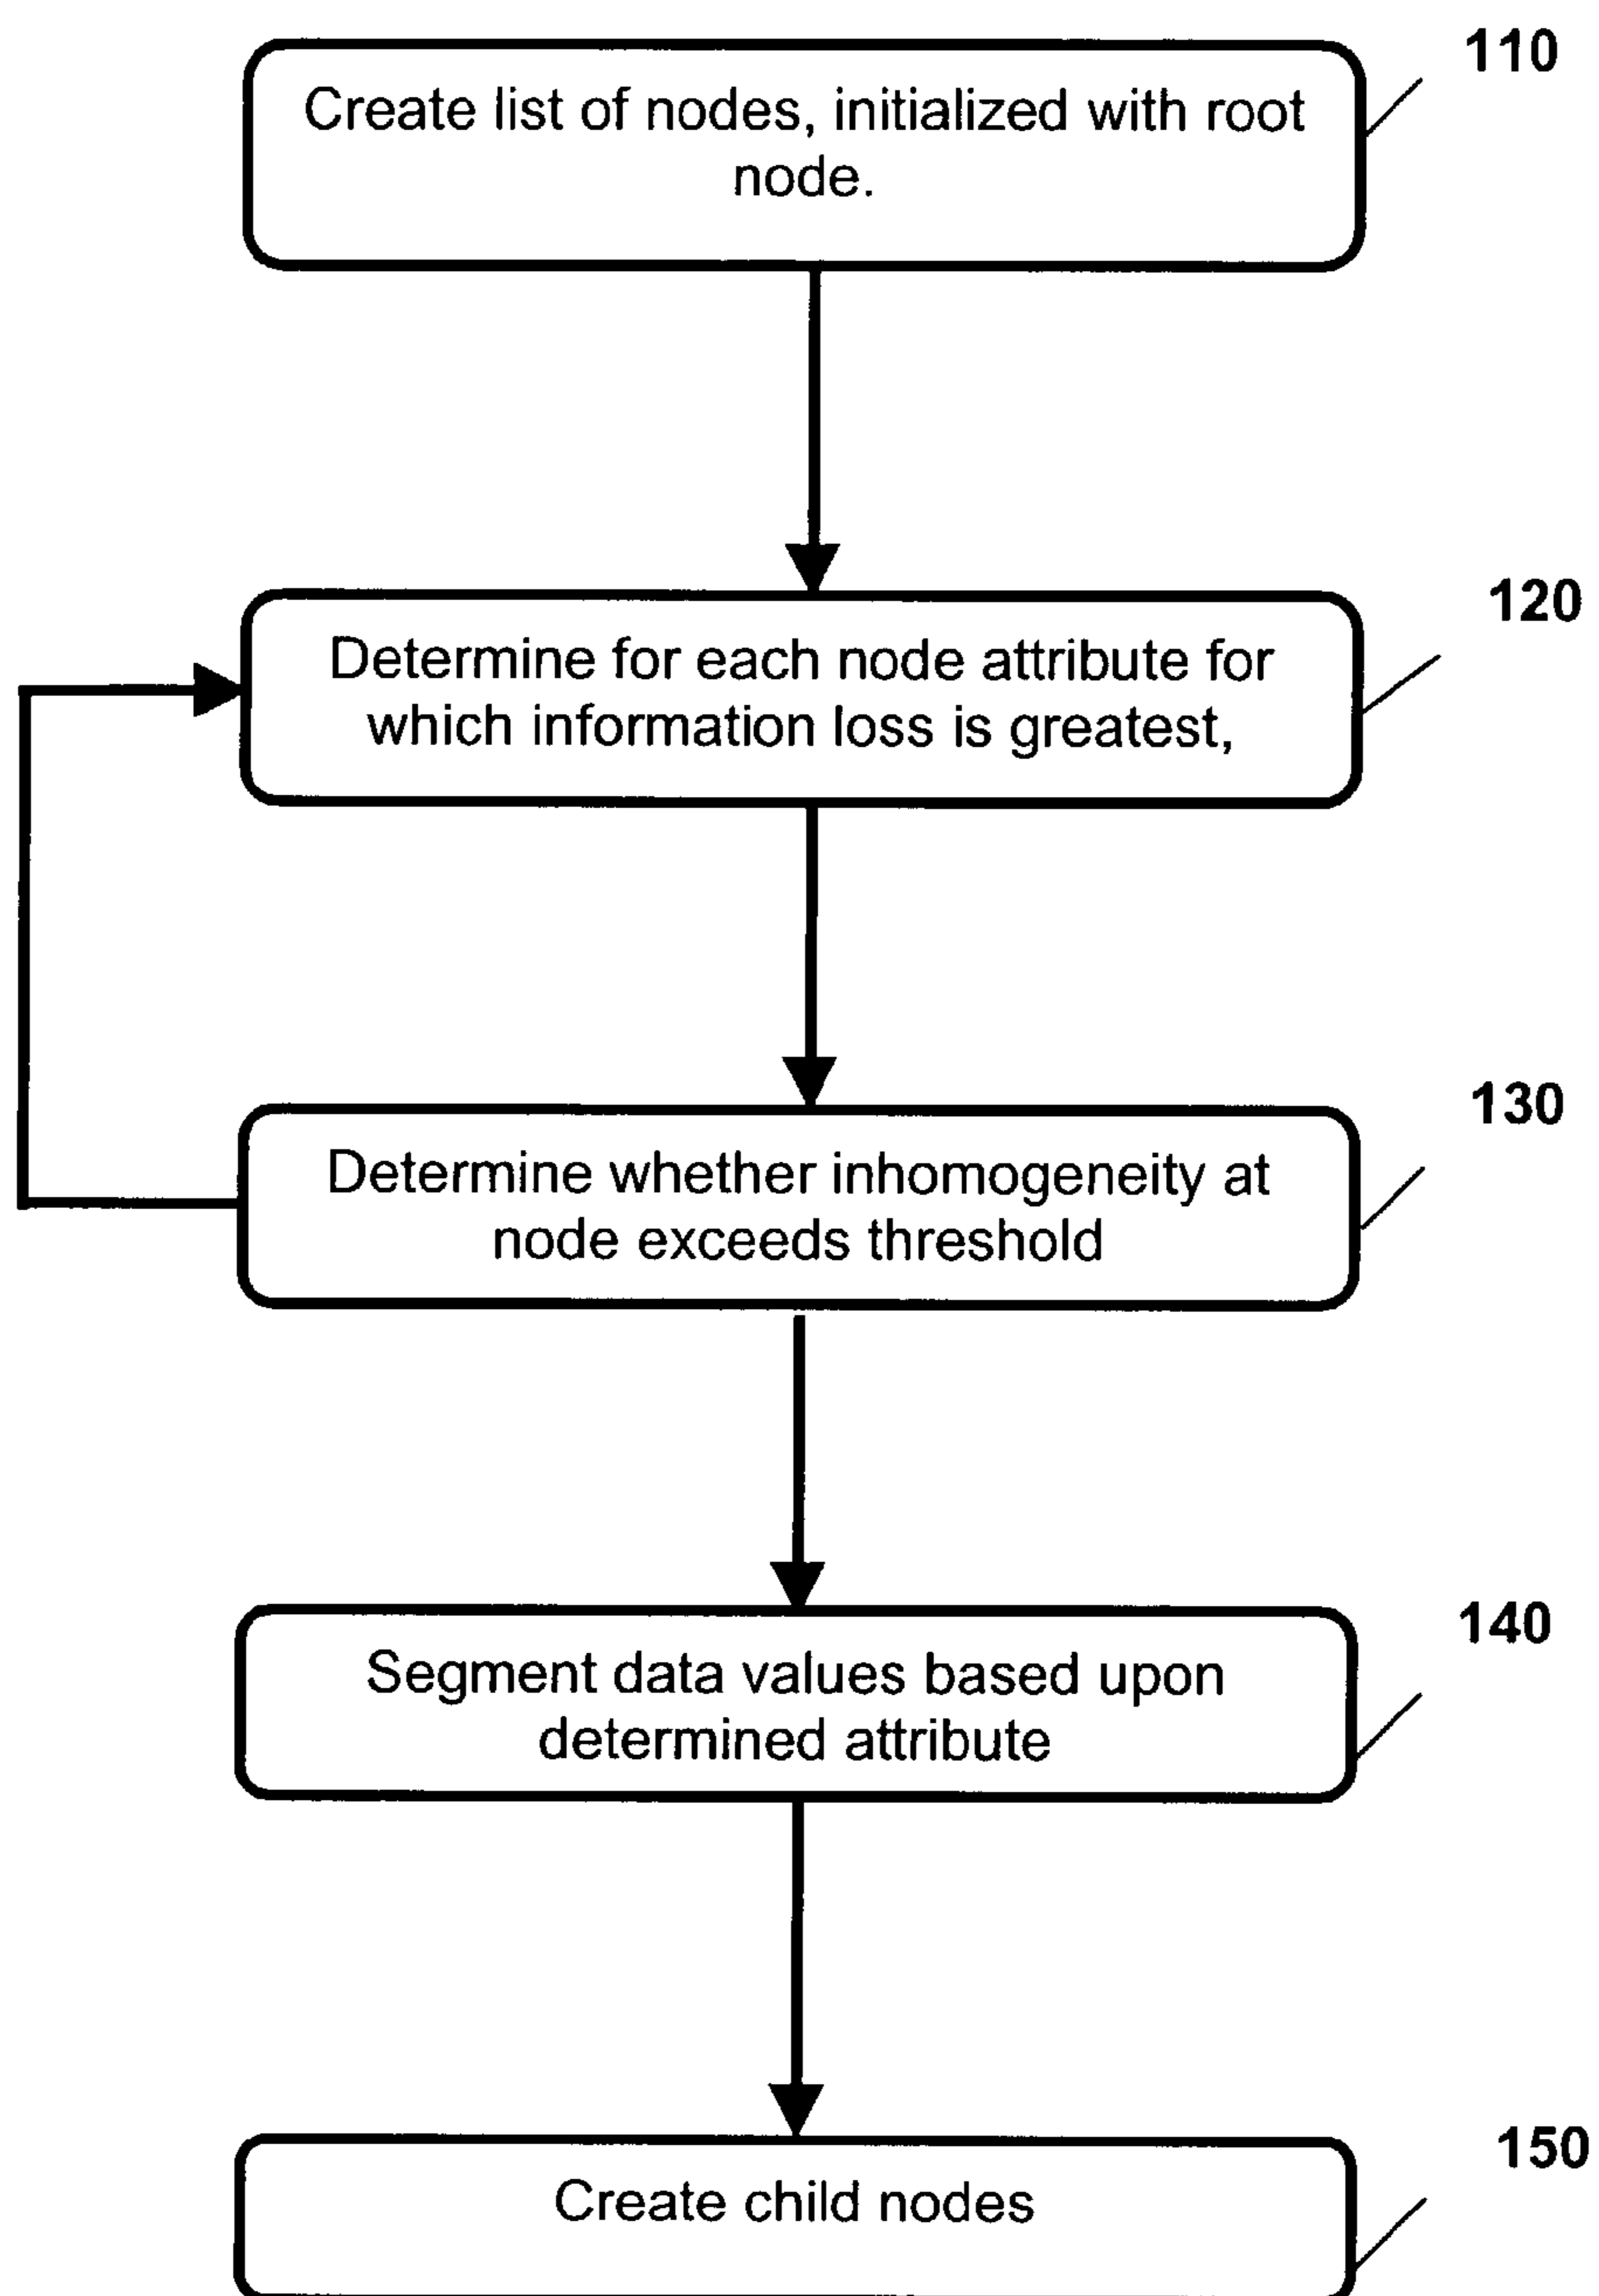 110
Create list of nodes, initialized with root
node.
120
Determine for each node attribute for
which information loss is greatest,
130
Determine whether inhomogeneity at
node exceeds threshold
140
Segment data values based upon
determined attribute
150
Create child nodes